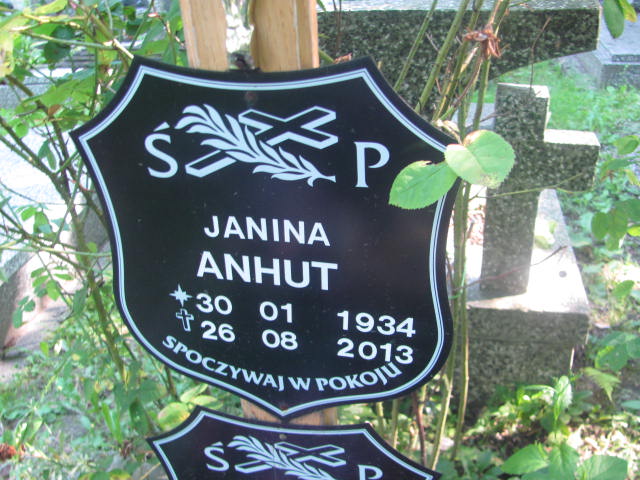 Ś P
JANINA
ANHUT
30 01 1934
26 08 2013
SPOCZYWAJ W POKOJU
Ś P